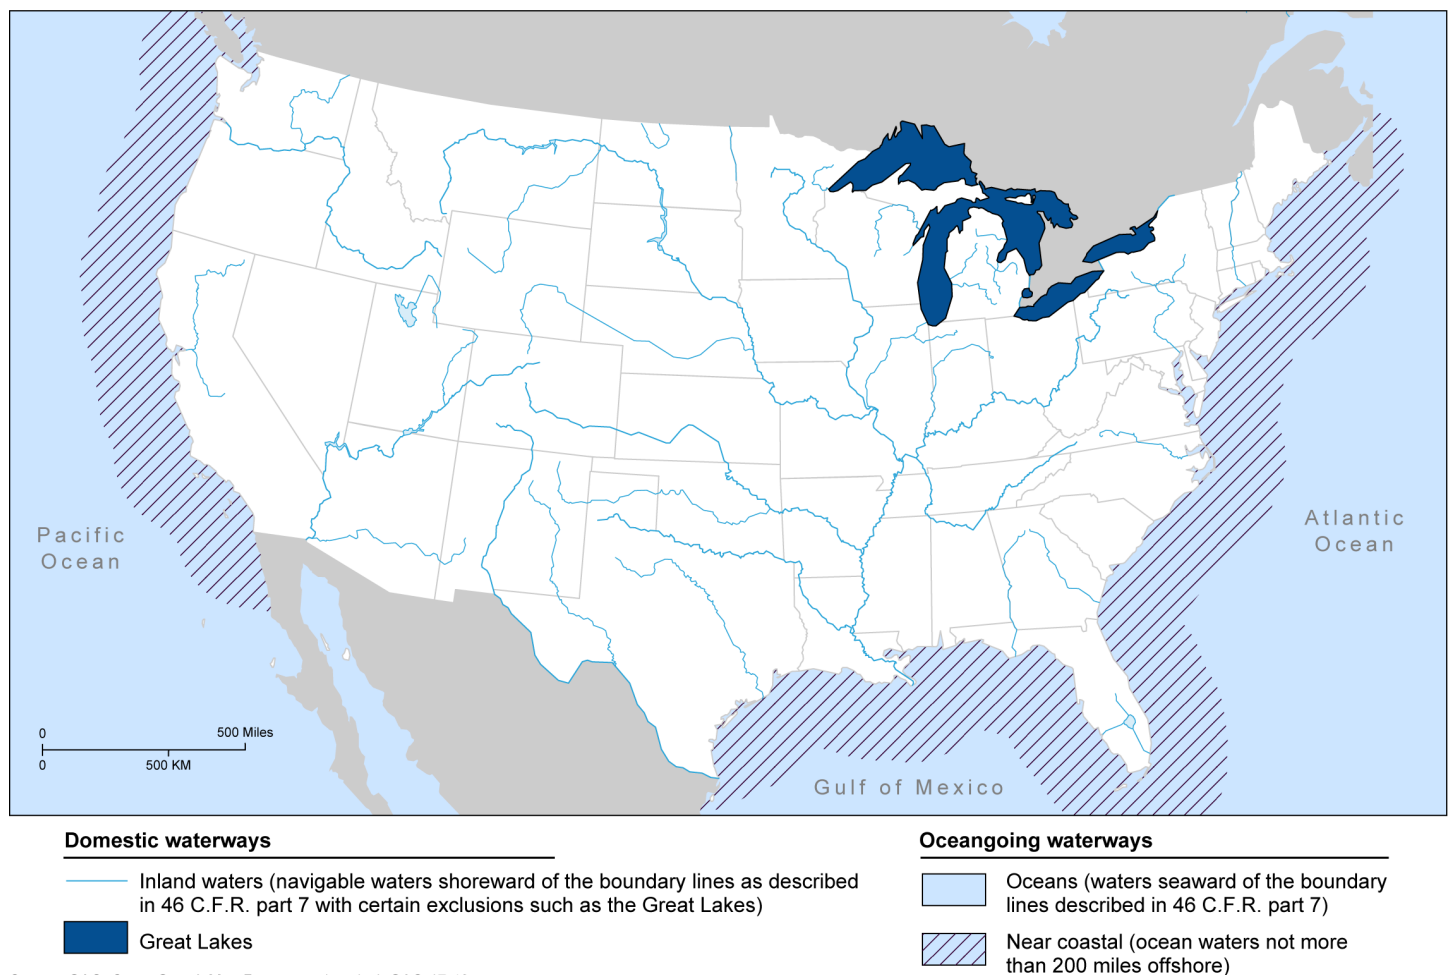 Pacific
Ocean
Atlantic
Ocean
Gulf of Mexico
0 500 Miles
0 500 KM
Domestic waterways
Inland waters (navigable waters shoreward of the boundary lines as described
in 46 C.F.R. part 7 with certain exclusions such as the Great Lakes)
Great Lakes
Oceangoing waterways
Oceans (waters seaward of the boundary
lines described in 46 C.F.R. part 7)
Near coastal (ocean waters not more
than 200 miles offshore)